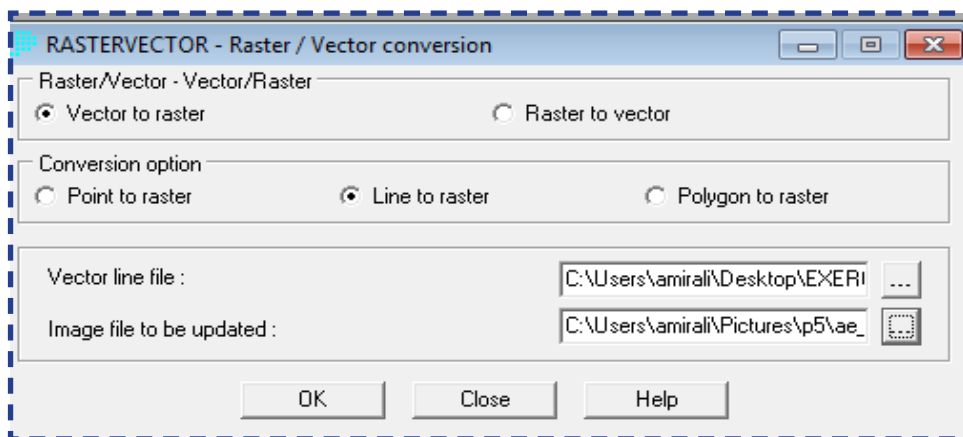 RASTERVECTOR - Raster / Vector conversion
Raster/Vector - Vector/Raster
Vector to raster Raster to vector
Conversion option
Point to raster Line to raster Polygon to raster
Vector line file : C:\Users\amirali\Desktop\EXER ...
Image file to be updated : C:\Users\amirali\Pictures\p5\ae_ ...
OK Close Help